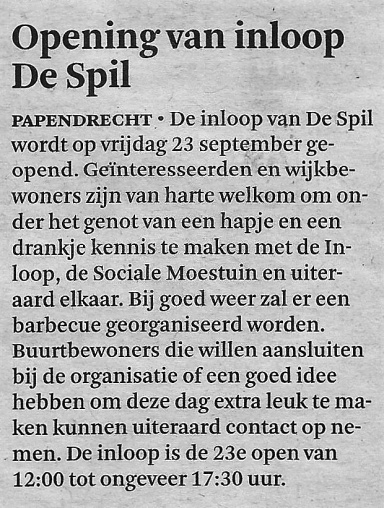 Opening van inloop
De Spil
PAPENDRECHT • De inloop van De Spil
wordt op vrijdag 23 september ge-
opend. Geïnteresseerden en wijkbe-
woners zijn van harte welkom om on-
der het genot van een hapje en een
drankje kennis te maken met de In-
loop, de Sociale Moestuin en uiter-
aard elkaar. Bij goed weer zal er een
barbecue georganiseerd worden.
Buurtbewoners die willen aansluiten
bij de organisatie of een goed idee
hebben om deze dag extra leuk te ma-
ken kunnen uiteraard contact op ne-
men. De inloop is de 23e open van
12:00 tot ongeveer 17:30 uur.